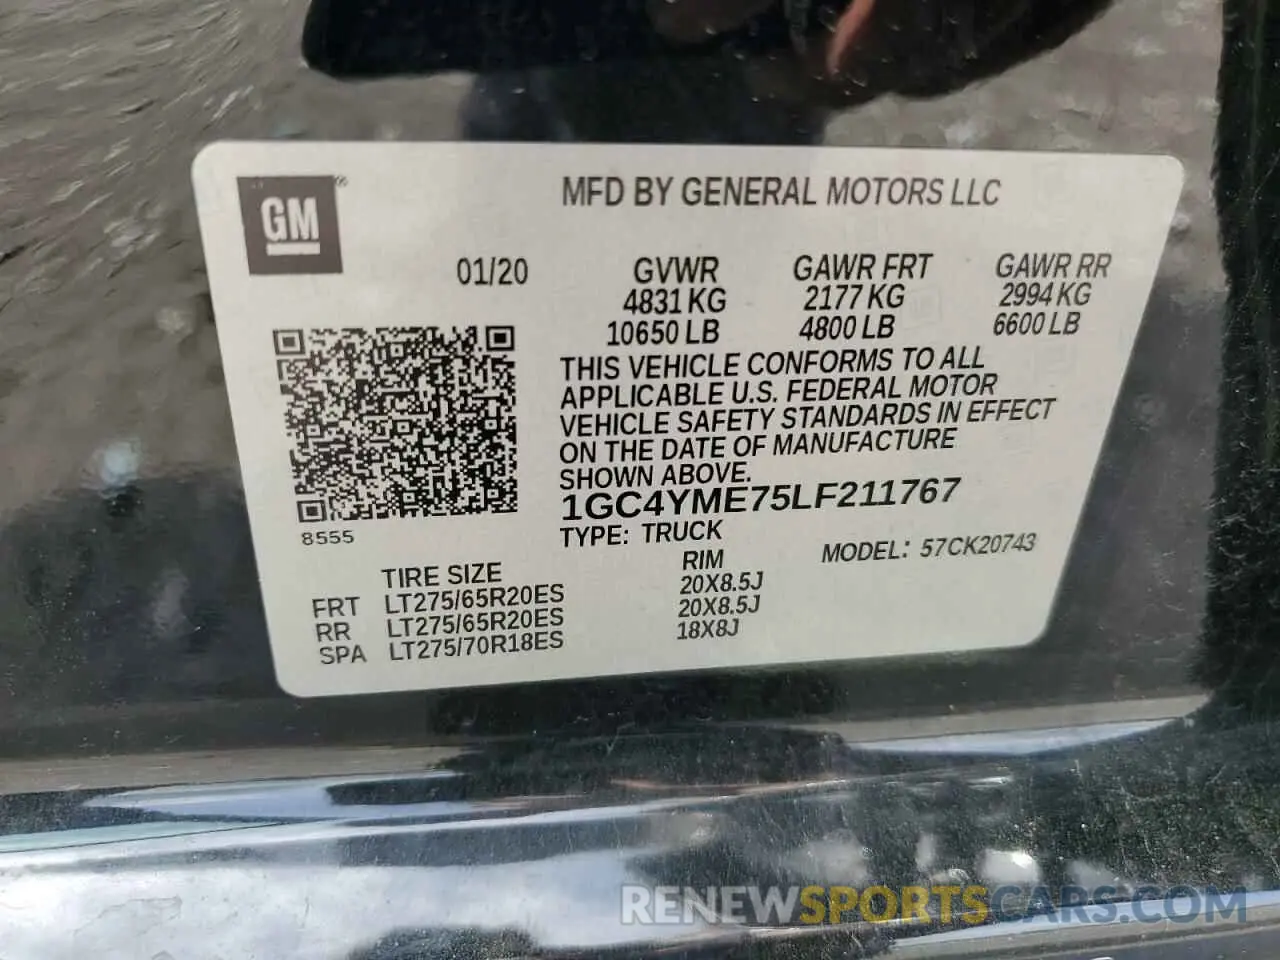 GM®
MFD BY GENERAL MOTORS LLC
01/20 GVWR GAWR FRT GAWR RR
4831 KG 2177 KG 2994 KG
10650 LB 4800 LB 6600 LB
THIS VEHICLE CONFORMS TO ALL
APPLICABLE U.S. FEDERAL MOTOR
VEHICLE SAFETY STANDARDS IN EFFECT
ON THE DATE OF MANUFACTURE
SHOWN ABOVE.
1GC4YME75LF211767
8555
TYPE: TRUCK
MODEL: 57CK20743
TIRE SIZE RIM
FRT LT275/65R20ES 20X8.5J
RR LT275/65R20ES 20X8.5J
SPA LT275/70R18ES 18X8J
RENEWSPORTSCARS.COM